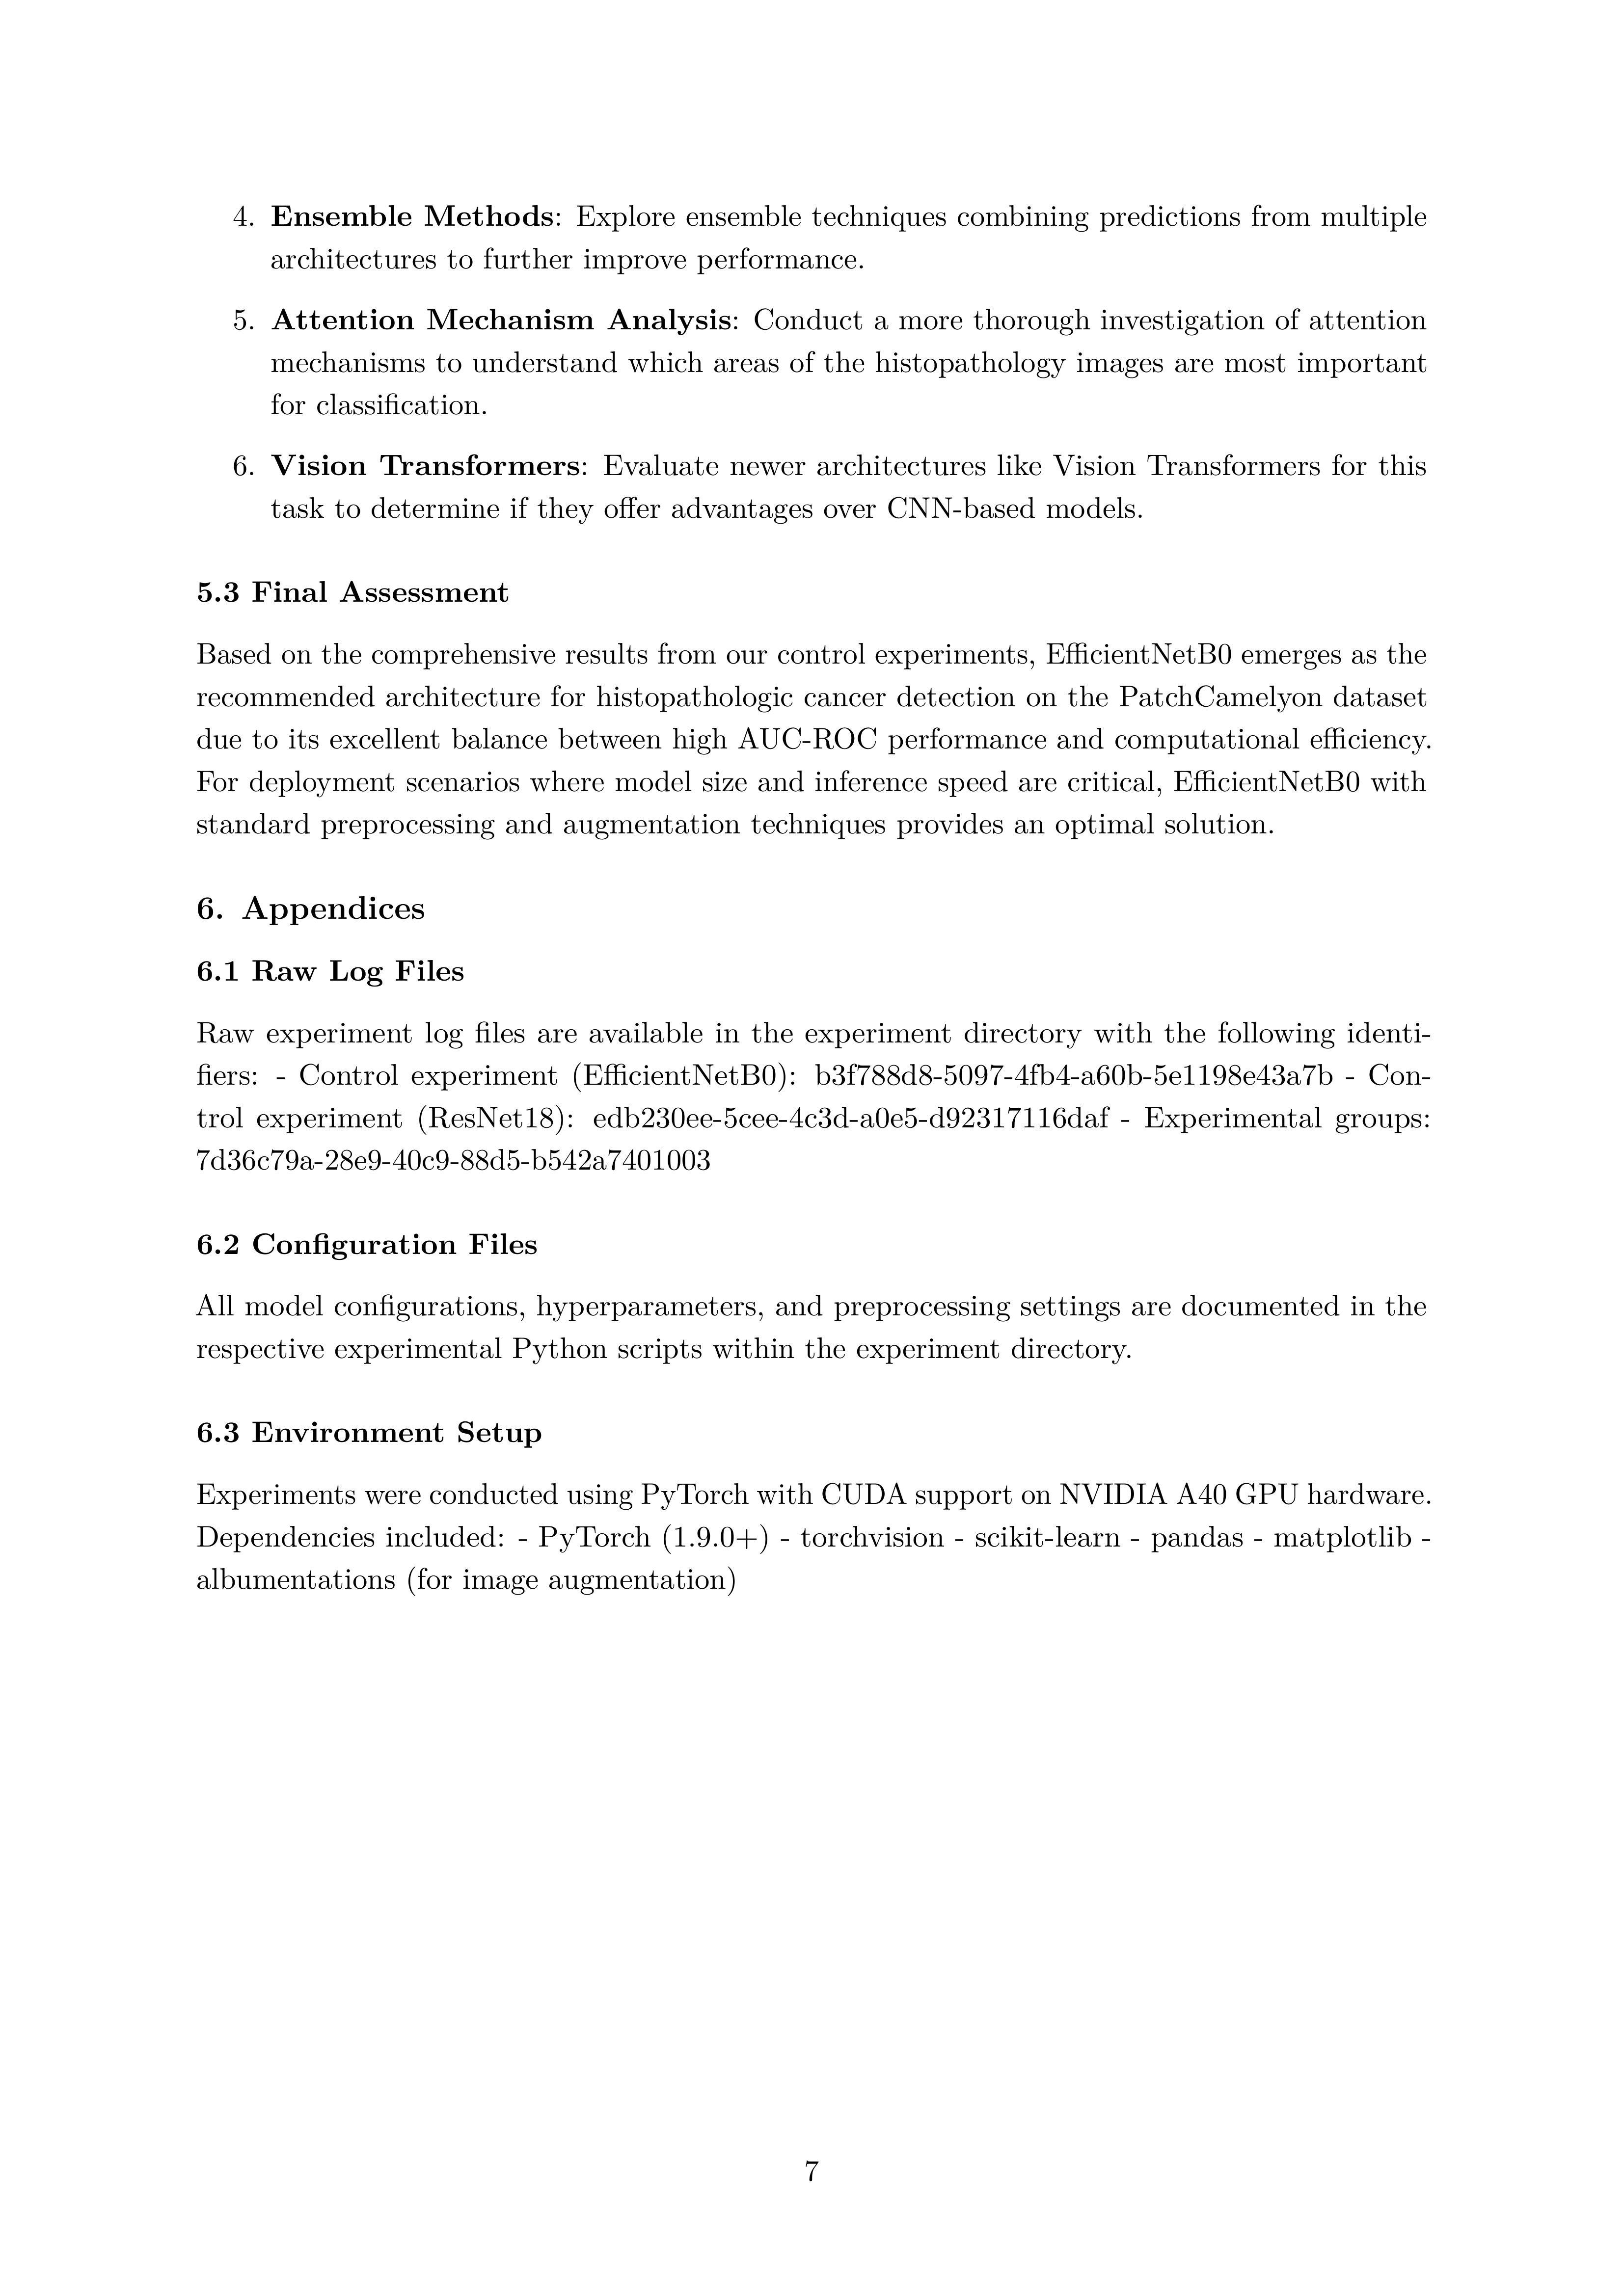 4. Ensemble Methods: Explore ensemble techniques combining predictions from multiple
architectures to further improve performance.
5. Attention Mechanism Analysis: Conduct a more thorough investigation of attention
mechanisms to understand which areas of the histopathology images are most important
for classification.
6. Vision Transformers: Evaluate newer architectures like Vision Transformers for this
task to determine if they offer advantages over CNN-based models.
5.3 Final Assessment
Based on the comprehensive results from our control experiments, EfficientNetB0 emerges as the
recommended architecture for histopathologic cancer detection on the PatchCamelyon dataset
due to its excellent balance between high AUC-ROC performance and computational efficiency.
For deployment scenarios where model size and inference speed are critical, EfficientNetB0 with
standard preprocessing and augmentation techniques provides an optimal solution.
6. Appendices
6.1 Raw Log Files
Raw experiment log files are available in the experiment directory with the following identi-
fiers: - Control experiment (EfficientNetB0): b3f788d8-5097-4fb4-a60b-5e1198e43a7b - Con-
trol experiment (ResNet18): edb230ee-5cee-4c3d-a0e5-d92317116daf - Experimental groups:
7d36c79a-28e9-40c9-88d5-b542a7401003
6.2 Configuration Files
All model configurations, hyperparameters, and preprocessing settings are documented in the
respective experimental Python scripts within the experiment directory.
6.3 Environment Setup
Experiments were conducted using PyTorch with CUDA support on NVIDIA A40 GPU hardware.
Dependencies included: - PyTorch (1.9.0+) - torchvision - scikit-learn - pandas - matplotlib -
albumentations (for image augmentation)
7